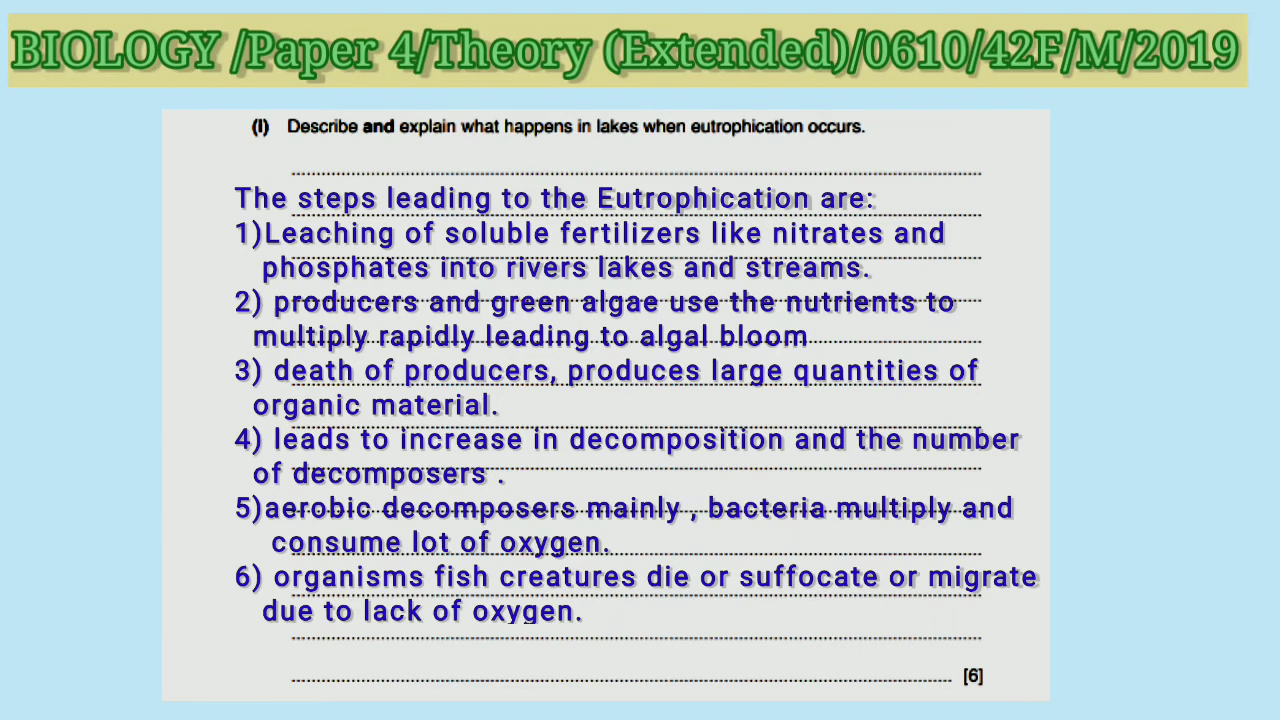 BIOLOGY /Paper 4/Theory (Extended)/0610/42F/M/2019
(I) Describe and explain what happens in lakes when eutrophication occurs.
The steps leading to the Eutrophication are:
1)Leaching of soluble fertilizers like nitrates and
phosphates into rivers lakes and streams.
2) producers and green algae use the nutrients to
multiply rapidly leading to algal bloom
3) death of producers, produces large quantities of
organic material.
4) leads to increase in decomposition and the number
of decomposers .
5)aerobic decomposers mainly , bacteria multiply and
consume lot of oxygen.
6) organisms fish creatures die or suffocate or migrate
due to lack of oxygen.
[6]